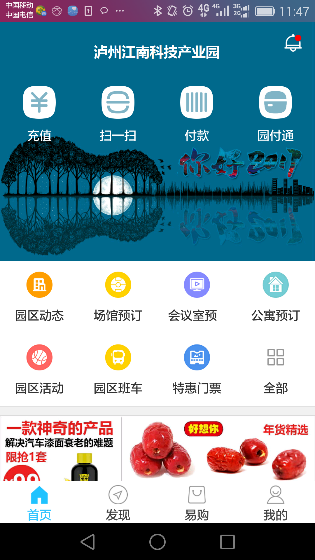 中国移动
中国电信
4G
11:47
泸州江南科技产业园
充值
扫一扫
付款
园付通
你好2017
园区动态
场馆预订
会议室预
公寓预订
园区活动
园区班车
特惠门票
全部
一款神奇的产品
解决汽车漆面衰老的难题
限抢1套
好想你
年货精选
首页
发现
易购
我的